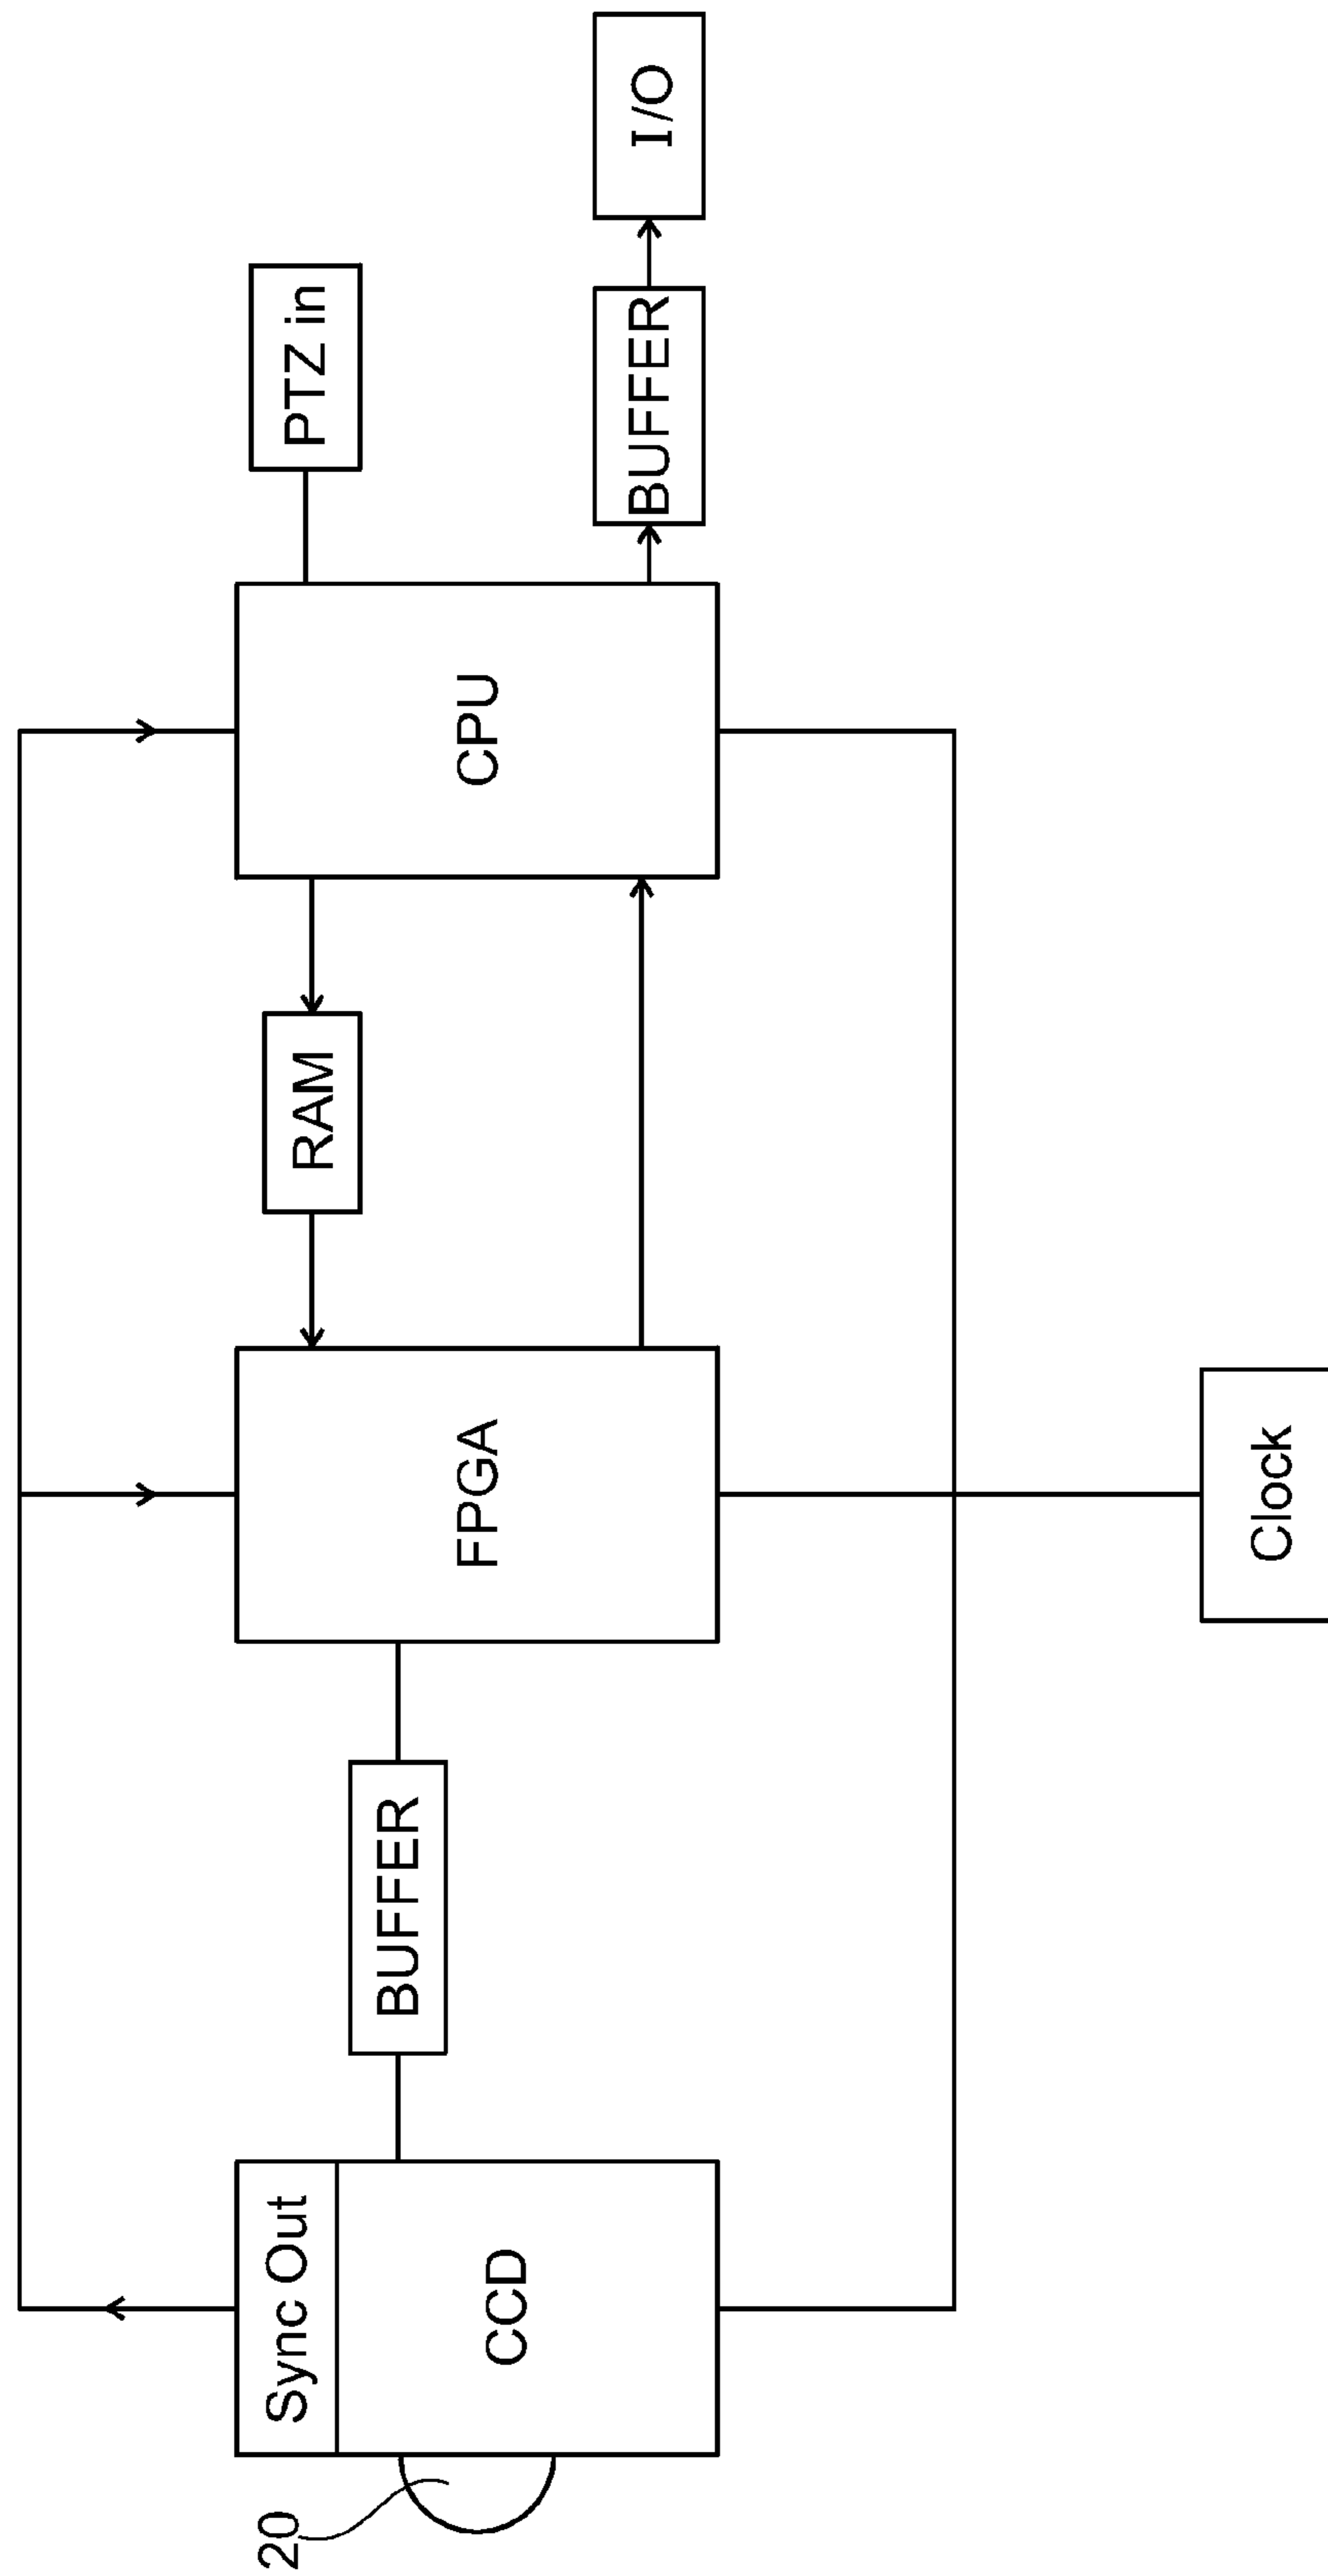 20
Sync Out
CCD
BUFFER
FPGA
RAM
CPU
PTZ in
BUFFER
I/O
Clock